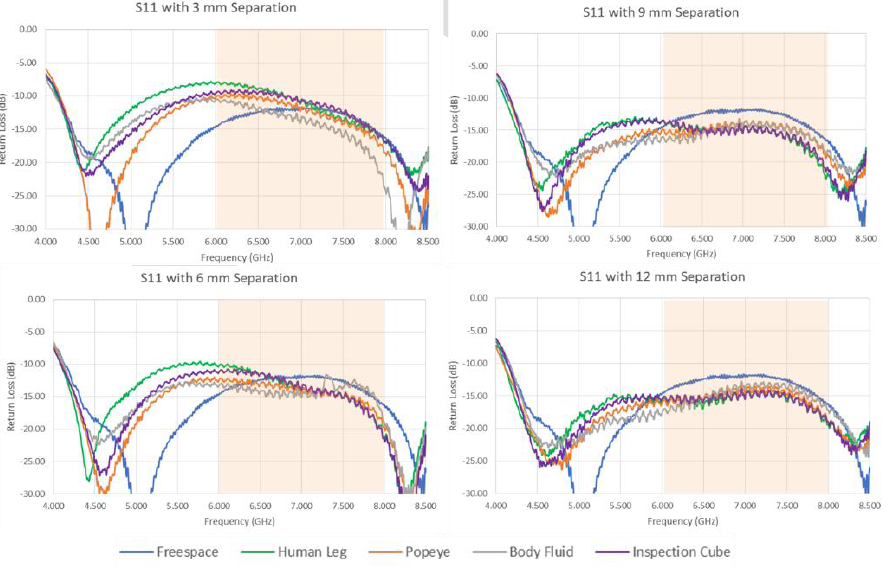 S11 with 3 mm Separation
0.00
-5.00
-10.00
-15.00
-20.00
-25.00
-30.00
Return Loss (dB)
4.000 4.500 5.000 5.500 6.000 6.500 7.000 7.500 8.000 8.500
Frequency (GHz)
S11 with 9 mm Separation
0.00
-5.00
-10.00
-15.00
-20.00
-25.00
-30.00
Return Loss (dB)
4.000 4.500 5.000 5.500 6.000 6.500 7.000 7.500 8.000 8.500
Frequency (GHz)
S11 with 6 mm Separation
0.00
-5.00
-10.00
-15.00
-20.00
-25.00
-30.00
Return Loss (dB)
4.000 4.500 5.000 5.500 6.000 6.500 7.000 7.500 8.000 8.500
Frequency (GHz)
S11 with 12 mm Separation
0.00
-5.00
-10.00
-15.00
-20.00
-25.00
-30.00
Return Loss (dB)
4.000 4.500 5.000 5.500 6.000 6.500 7.000 7.500 8.000 8.500
Frequency (GHz)
Freespace Human Leg Popeye Body Fluid Inspection Cube